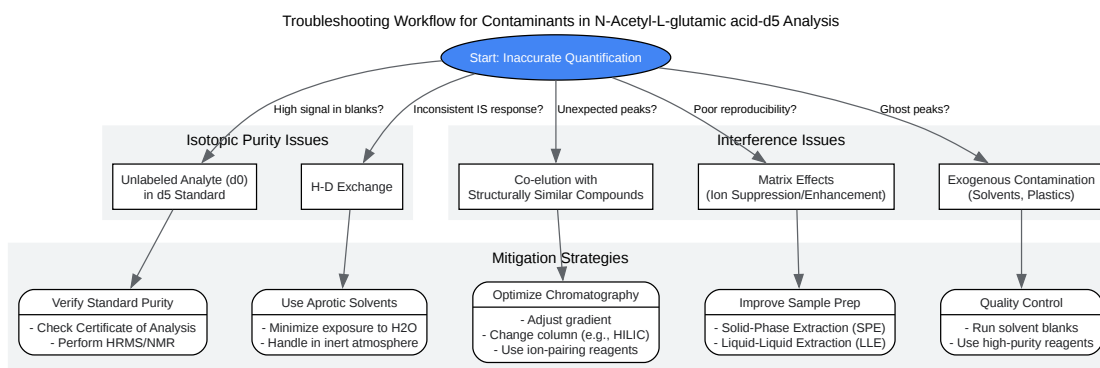 Troubleshooting Workflow for Contaminants in N-Acetyl-L-glutamic acid-d5 Analysis
Start: Inaccurate Quantification
High signal in blanks?
Inconsistent IS response?
Unexpected peaks?
Poor reproducibility?
Ghost peaks?
Isotopic Purity Issues
Interference Issues
Unlabeled Analyte (d0)
in d5 Standard
H-D Exchange
Co-elution with
Structurally Similar Compounds
Matrix Effects
(Ion Suppression/Enhancement)
Exogenous Contamination
(Solvents, Plastics)
Mitigation Strategies
Verify Standard Purity
- Check Certificate of Analysis
- Perform HRMS/NMR
Use Aprotic Solvents
- Minimize exposure to H2O
- Handle in inert atmosphere
Optimize Chromatography
- Adjust gradient
- Change column (e.g., HILIC)
- Use ion-pairing reagents
Improve Sample Prep
- Solid-Phase Extraction (SPE)
- Liquid-Liquid Extraction (LLE)
Quality Control
- Run solvent blanks
- Use high-purity reagents